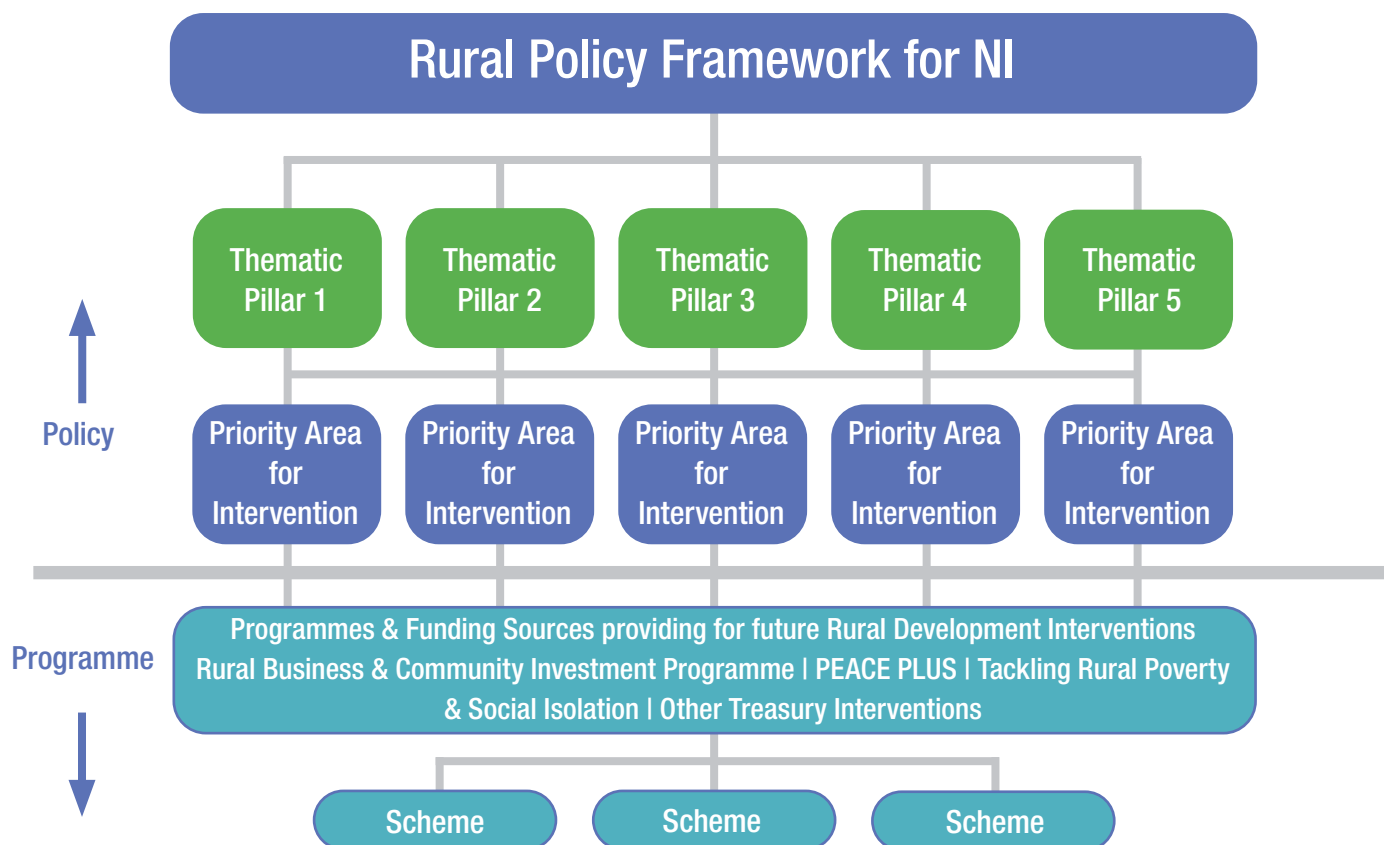 Rural Policy Framework for NI
Thematic
Pillar 1
Thematic
Pillar 2
Thematic
Pillar 3
Thematic
Pillar 4
Thematic
Pillar 5
Policy
Priority Area
for
Intervention
Priority Area
for
Intervention
Priority Area
for
Intervention
Priority Area
for
Intervention
Priority Area
for
Intervention
Programme
Programmes & Funding Sources providing for future Rural Development Interventions
Rural Business & Community Investment Programme | PEACE PLUS | Tackling Rural Poverty
& Social Isolation | Other Treasury Interventions
Scheme
Scheme
Scheme